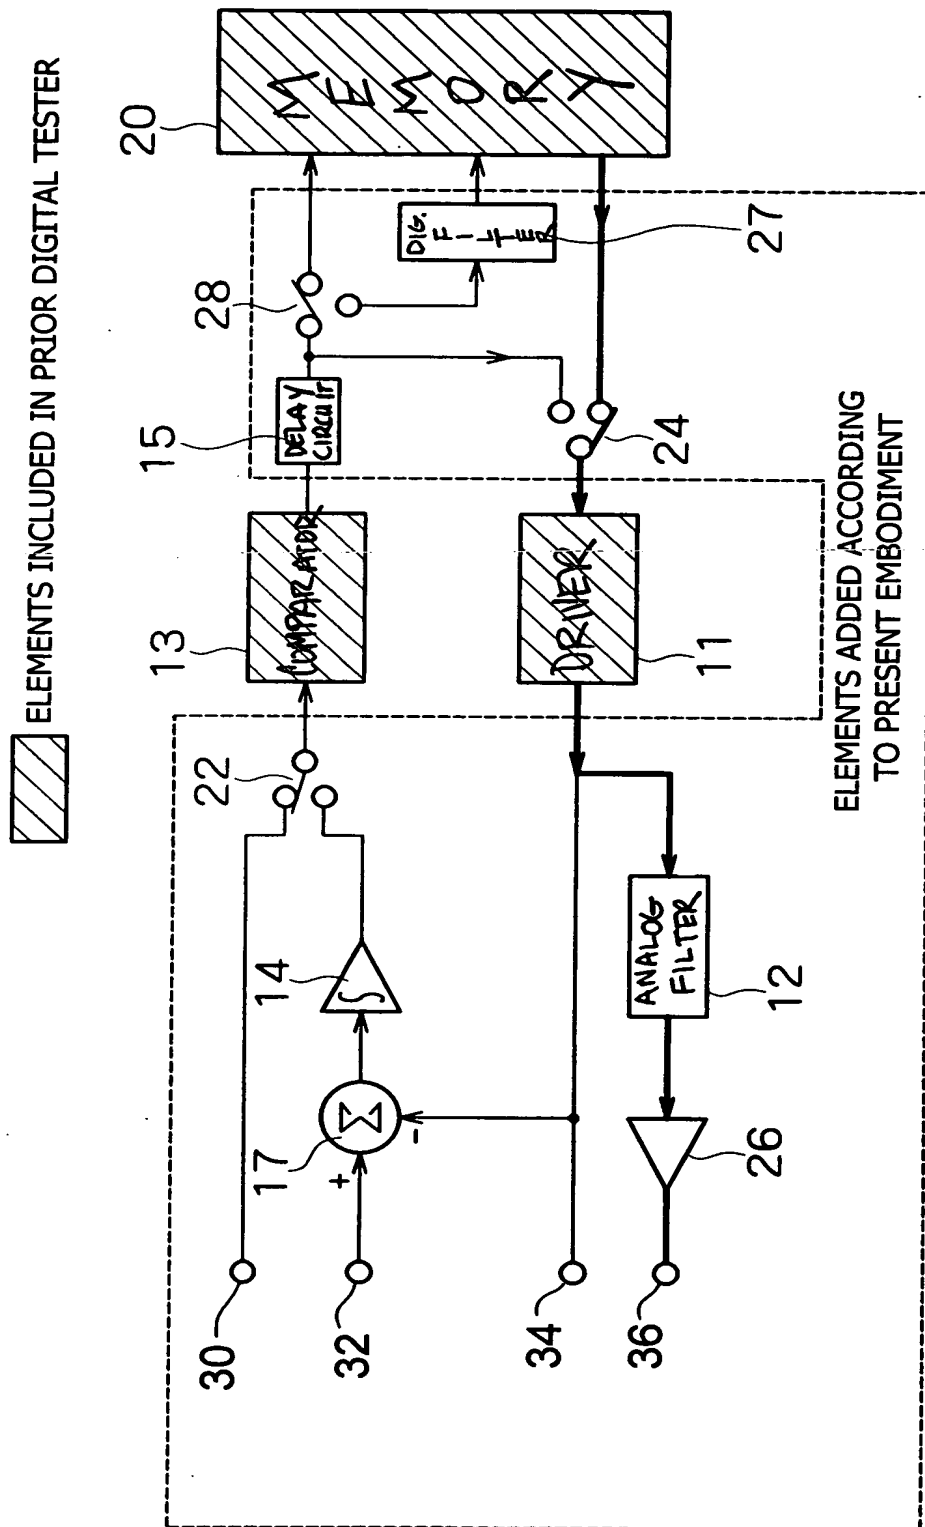 ELEMENTS INCLUDED IN PRIOR DIGITAL TESTER
20
MEMORY
28
DIG.
FILTER
27
15
DELAY
CIRCUIT
24
13
COMPARATOR
DRIVER
11
ELEMENTS ADDED ACCORDING
TO PRESENT EMBODIMENT
22
14
∫
17
Σ
+
-
ANALOG
FILTER
12
26
30
32
34
36